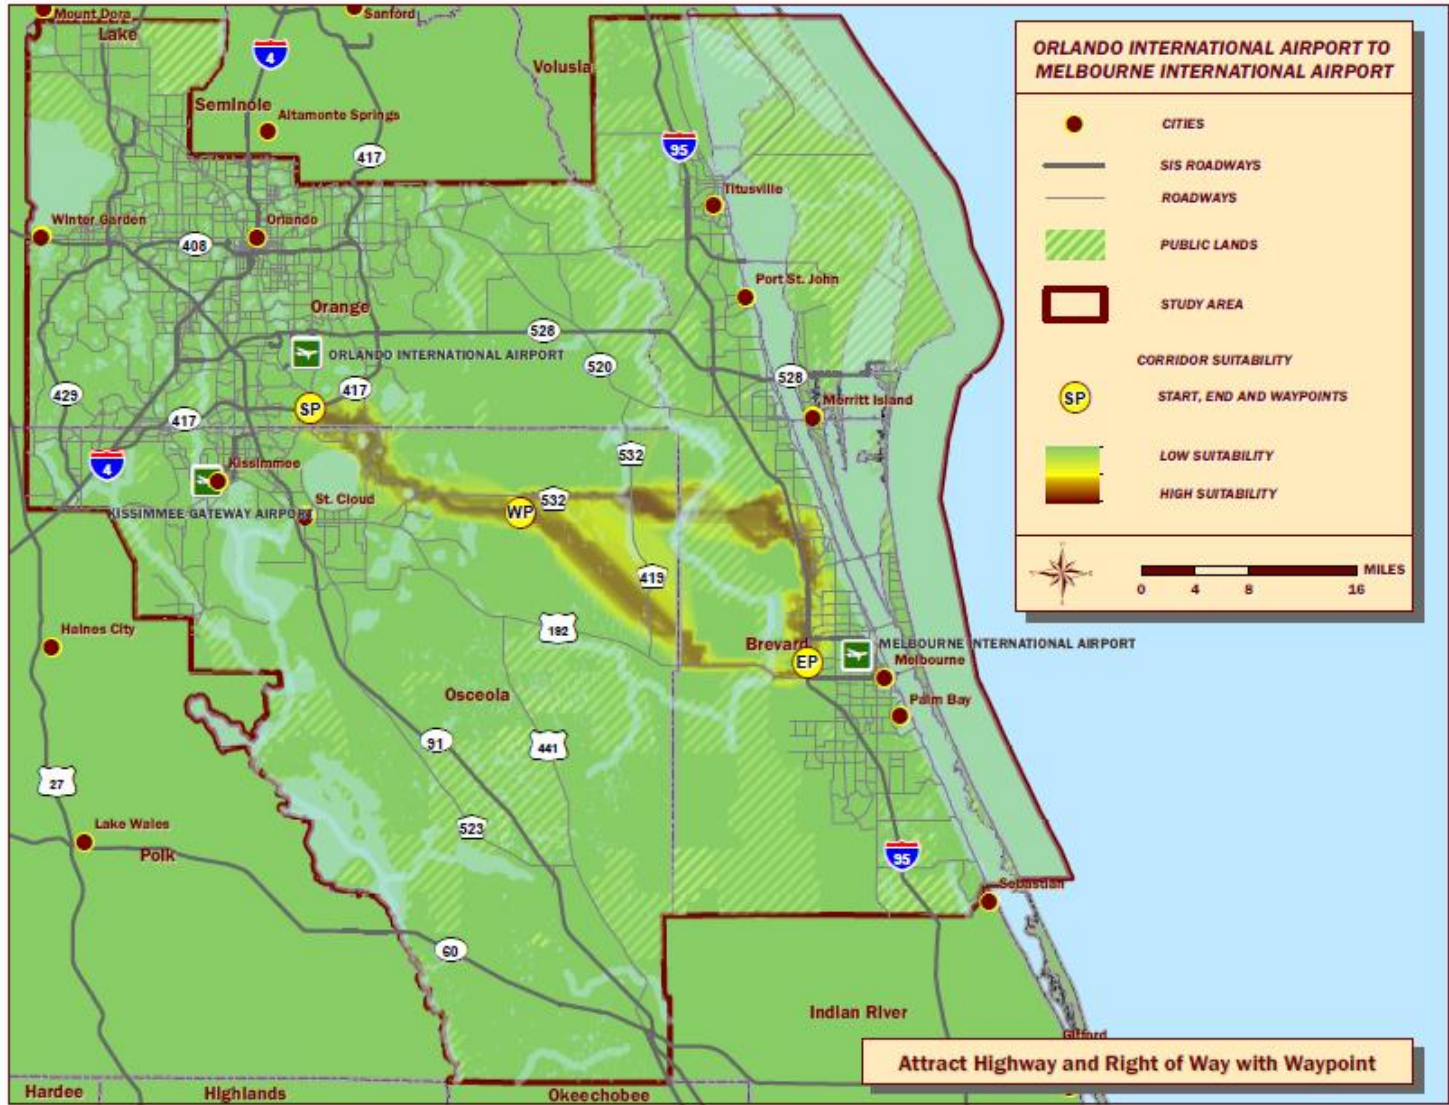 Mount Dora
Sanford
Lake
4
Volusia
Seminole
Altamonte Springs
417
95
Titusville
Winter Garden
Orlando
408
Port St. John
Orange
528
ORLANDO INTERNATIONAL AIRPORT
520
528
429
417
SP
Merritt Island
417
4
Kissimmee
532
St. Cloud
532
KISSIMMEE GATEWAY AIRPORT
WP
419
192
Haines City
Brevard
MELBOURNE INTERNATIONAL AIRPORT
EP
Melbourne
Osceola
Palm Bay
91
441
27
Lake Wales
523
Polk
95
Sebastian
60
Indian River
Gifford
Hardee
Highlands
Okeechobee
ORLANDO INTERNATIONAL AIRPORT TO
MELBOURNE INTERNATIONAL AIRPORT
CITIES
SIS ROADWAYS
ROADWAYS
PUBLIC LANDS
STUDY AREA
CORRIDOR SUITABILITY
SP
START, END AND WAYPOINTS
LOW SUITABILITY
HIGH SUITABILITY
MILES
0 4 8 16
Attract Highway and Right of Way with Waypoint